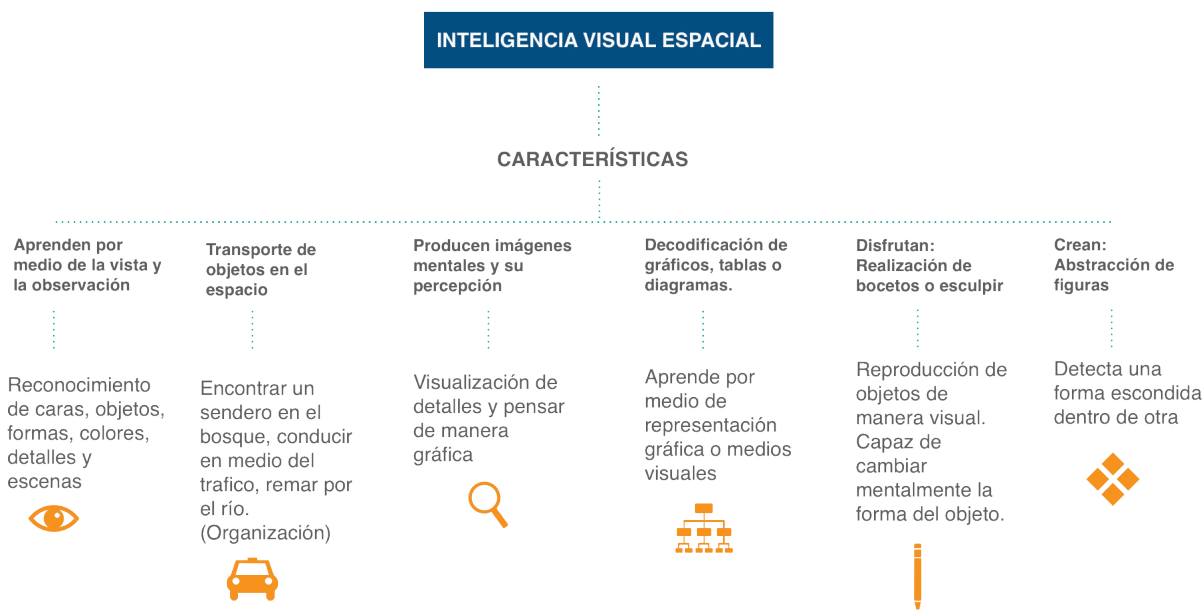 INTELIGENCIA VISUAL ESPACIAL
CARACTERÍSTICAS
Aprenden por
medio de la vista y
la observación
Reconocimiento
de caras, objetos,
formas, colores,
detalles y
escenas
Transporte de
objetos en el
espacio
Encontrar un
sendero en el
bosque, conducir
en medio del
trafico, remar por
el río.
(Organización)
Producen imágenes
mentales y su
percepción
Visualización de
detalles y pensar
de manera
gráfica
Decodificación de
gráficos, tablas o
diagramas.
Aprende por
medio de
representación
gráfica o medios
visuales
Disfrutan:
Realización de
bocetos o esculpir
Reproducción de
objetos de
manera visual.
Capaz de
cambiar
mentalmente la
forma del objeto.
Crean:
Abstracción de
figuras
Detecta una
forma escondida
dentro de otra